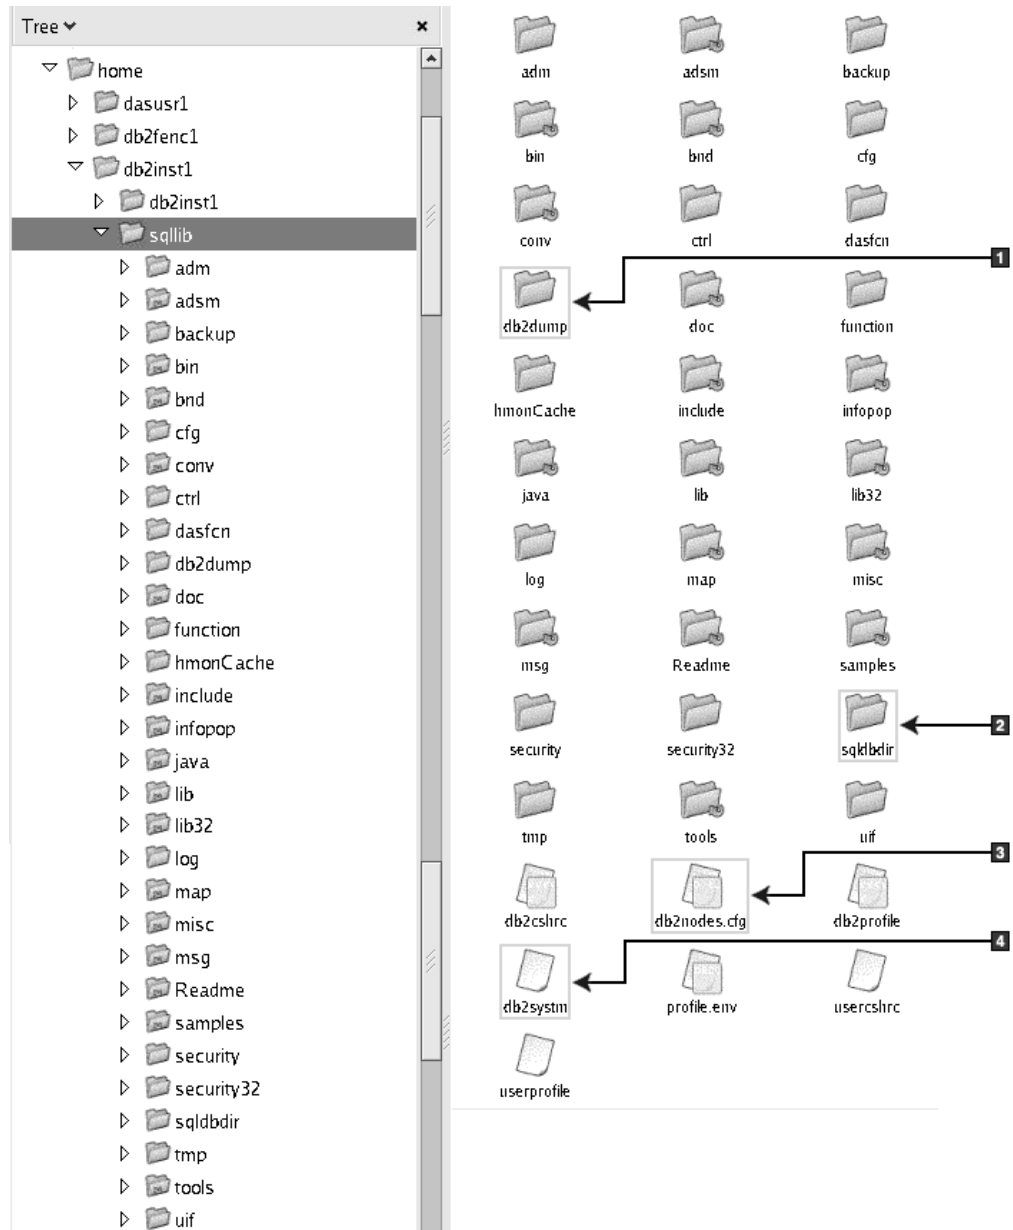 Tree
home
dasusr1
db2fenc1
db2inst1
db2inst1
sqllib
adm
adsm
backup
bin
bnd
cfg
conv
ctrl
dasfcn
db2dump
doc
function
hmonCache
include
infopop
java
lib
lib32
log
map
misc
msg
Readme
samples
security
security32
sqldbdir
tmp
tools
uif
adm adsm backup
bin bnd cfg
conv ctrl dasfcn
1
db2dump doc function
hmonCache include infopop
java lib lib32
log map misc
msg Readme samples
2
security security32 sqldbdir
tmp tools uif
3
db2cshrc db2nodes.cfg db2profile
4
db2systm profile.env usercshrc
userprofile